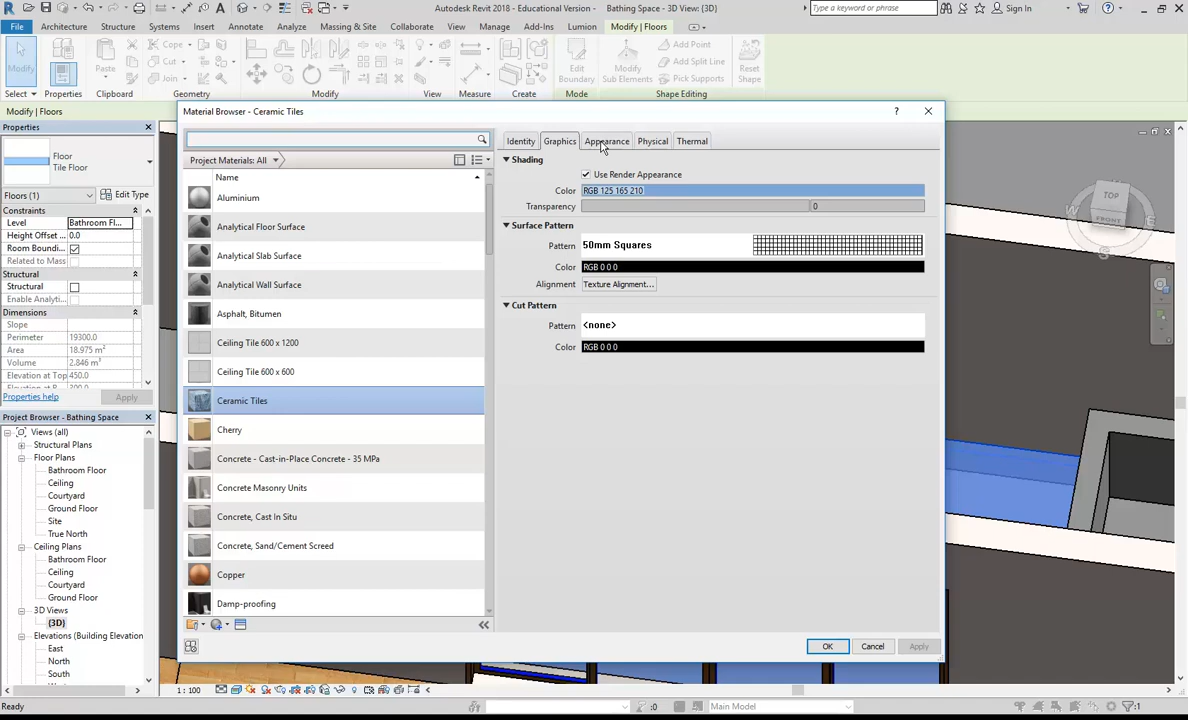 Autodesk Revit 2018 - Educational Version - Bathing Space - 3D View: {3D}
Type a keyword or phrase
Sign In
File Architecture Structure Systems Insert Annotate Analyze Massing & Site Collaborate View Manage Add-Ins Lumion Modify | Floors
Modify
Paste
Cope
Cut
Join
Edit Boundary
Modify Sub Elements
Add Point
Add Split Line
Pick Supports
Reset Shape
Select Properties Clipboard Geometry Modify View Measure Create Mode Shape Editing
Modify | Floors
Properties
Floor
Tile Floor
Floors (1)
Edit Type
Constraints
Level Bathroom Fl...
Height Offset ... 0.0
Room Boundi...
Related to Mass
Structural
Structural
Enable Analyti...
Dimensions
Slope
Perimeter 19300.0
Area 18.975 m²
Volume 2.846 m³
Elevation at Top 450.0
Properties help
Apply
Project Browser - Bathing Space
Views (all)
Structural Plans
Floor Plans
Bathroom Floor
Ceiling
Courtyard
Ground Floor
Site
True North
Ceiling Plans
Bathroom Floor
Ceiling
Courtyard
Ground Floor
3D Views
{3D}
Elevations (Building Elevation
East
North
South
Material Browser - Ceramic Tiles
?
Project Materials: All
Name
Aluminium
Analytical Floor Surface
Analytical Slab Surface
Analytical Wall Surface
Asphalt, Bitumen
Ceiling Tile 600 x 1200
Ceiling Tile 600 x 600
Ceramic Tiles
Cherry
Concrete - Cast-in-Place Concrete - 35 MPa
Concrete Masonry Units
Concrete, Cast In Situ
Concrete, Sand/Cement Screed
Copper
Damp-proofing
Identity Graphics Appearance Physical Thermal
Shading
Use Render Appearance
Color RGB 125 165 210
Transparency 0
Surface Pattern
Pattern 50mm Squares
Color RGB 0 0 0
Alignment Texture Alignment...
Cut Pattern
Pattern <none>
Color RGB 0 0 0
OK Cancel Apply
TOP
FRONT
W
S
1 : 100
Ready
:0
Main Model
:1